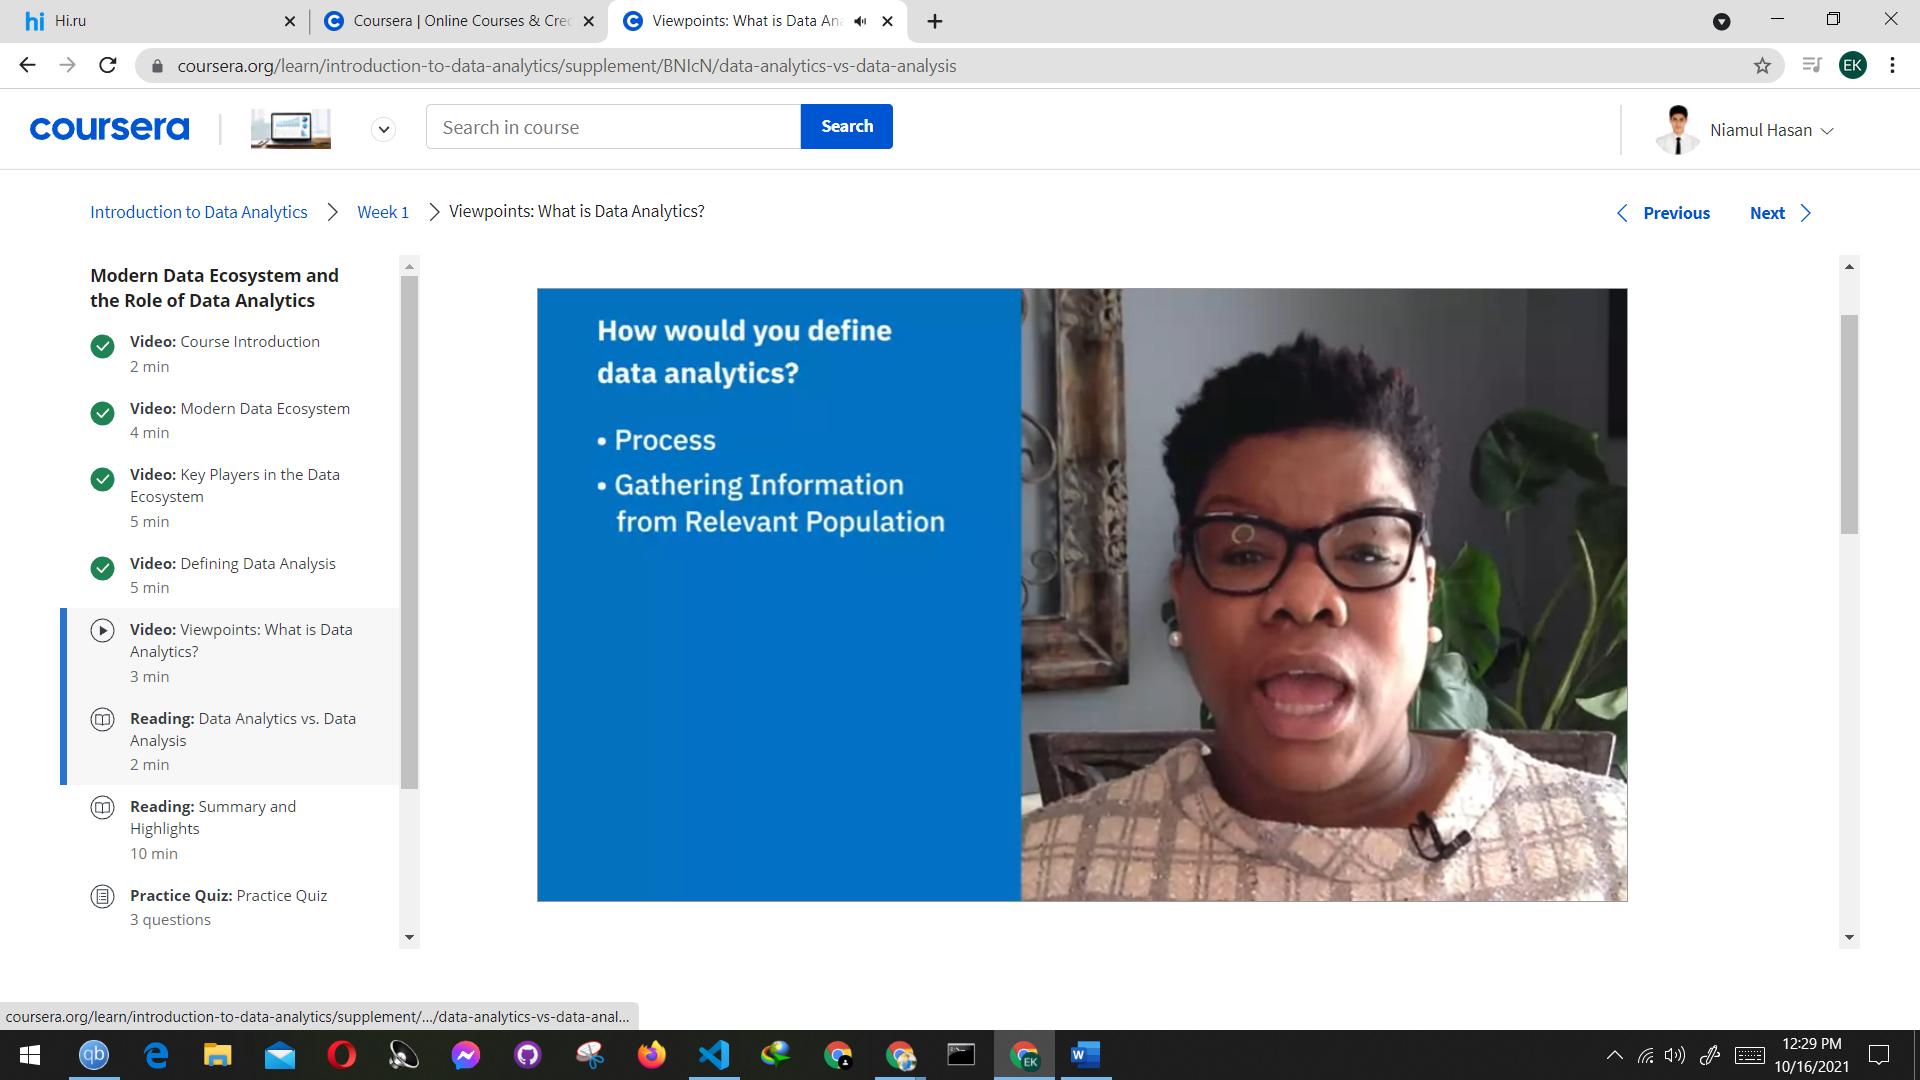 Hi.ru
Coursera | Online Courses & Cre
Viewpoints: What is Data An
coursera.org/learn/introduction-to-data-analytics/supplement/BNIcN/data-analytics-vs-data-analysis
EK
coursera
Search in course
Search
Niamul Hasan
Introduction to Data Analytics
Week 1
Viewpoints: What is Data Analytics?
Previous
Next
Modern Data Ecosystem and
the Role of Data Analytics
Video: Course Introduction
2 min
Video: Modern Data Ecosystem
4 min
Video: Key Players in the Data
Ecosystem
5 min
Video: Defining Data Analysis
5 min
Video: Viewpoints: What is Data
Analytics?
3 min
Reading: Data Analytics vs. Data
Analysis
2 min
Reading: Summary and
Highlights
10 min
Practice Quiz: Practice Quiz
3 questions
How would you define
data analytics?
• Process
• Gathering Information
from Relevant Population
coursera.org/learn/introduction-to-data-analytics/supplement/.../data-analytics-vs-data-anal...
qb
EK
W
12:29 PM
10/16/2021